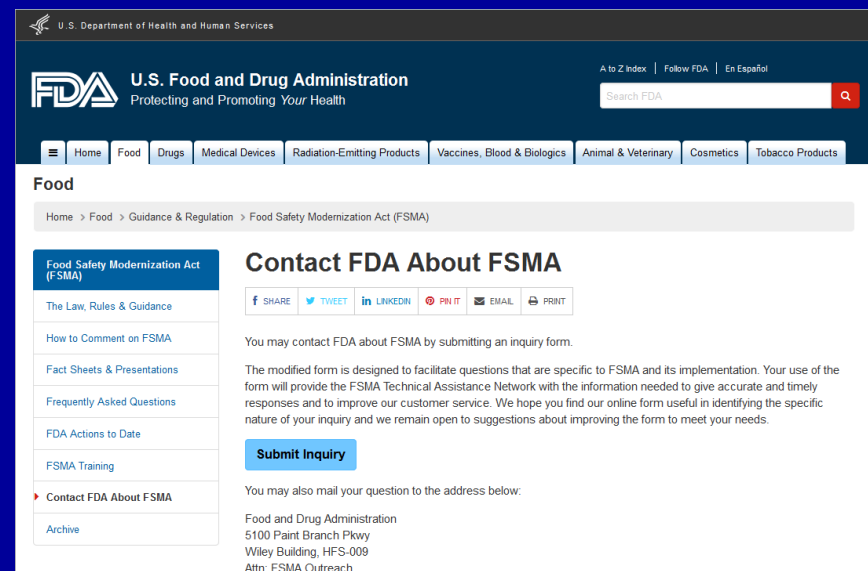 U.S. Department of Health and Human Services
A to Z Index | Follow FDA | En Español
FDA
U.S. Food and Drug Administration
Protecting and Promoting Your Health
Search FDA
Home Food Drugs Medical Devices Radiation-Emitting Products Vaccines, Blood & Biologics Animal & Veterinary Cosmetics Tobacco Products
Food
Home > Food > Guidance & Regulation > Food Safety Modernization Act (FSMA)
Food Safety Modernization Act
(FSMA)
The Law, Rules & Guidance
How to Comment on FSMA
Fact Sheets & Presentations
Frequently Asked Questions
FDA Actions to Date
FSMA Training
Contact FDA About FSMA
Archive
Contact FDA About FSMA
SHARE TWEET LINKEDIN PIN IT EMAIL PRINT
You may contact FDA about FSMA by submitting an inquiry form.
The modified form is designed to facilitate questions that are specific to FSMA and its implementation. Your use of the
form will provide the FSMA Technical Assistance Network with the information needed to give accurate and timely
responses and to improve our customer service. We hope you find our online form useful in identifying the specific
nature of your inquiry and we remain open to suggestions about improving the form to meet your needs.
Submit Inquiry
You may also mail your question to the address below:
Food and Drug Administration
5100 Paint Branch Pkwy
Wiley Building, HFS-009
Attn: FSMA Outreach